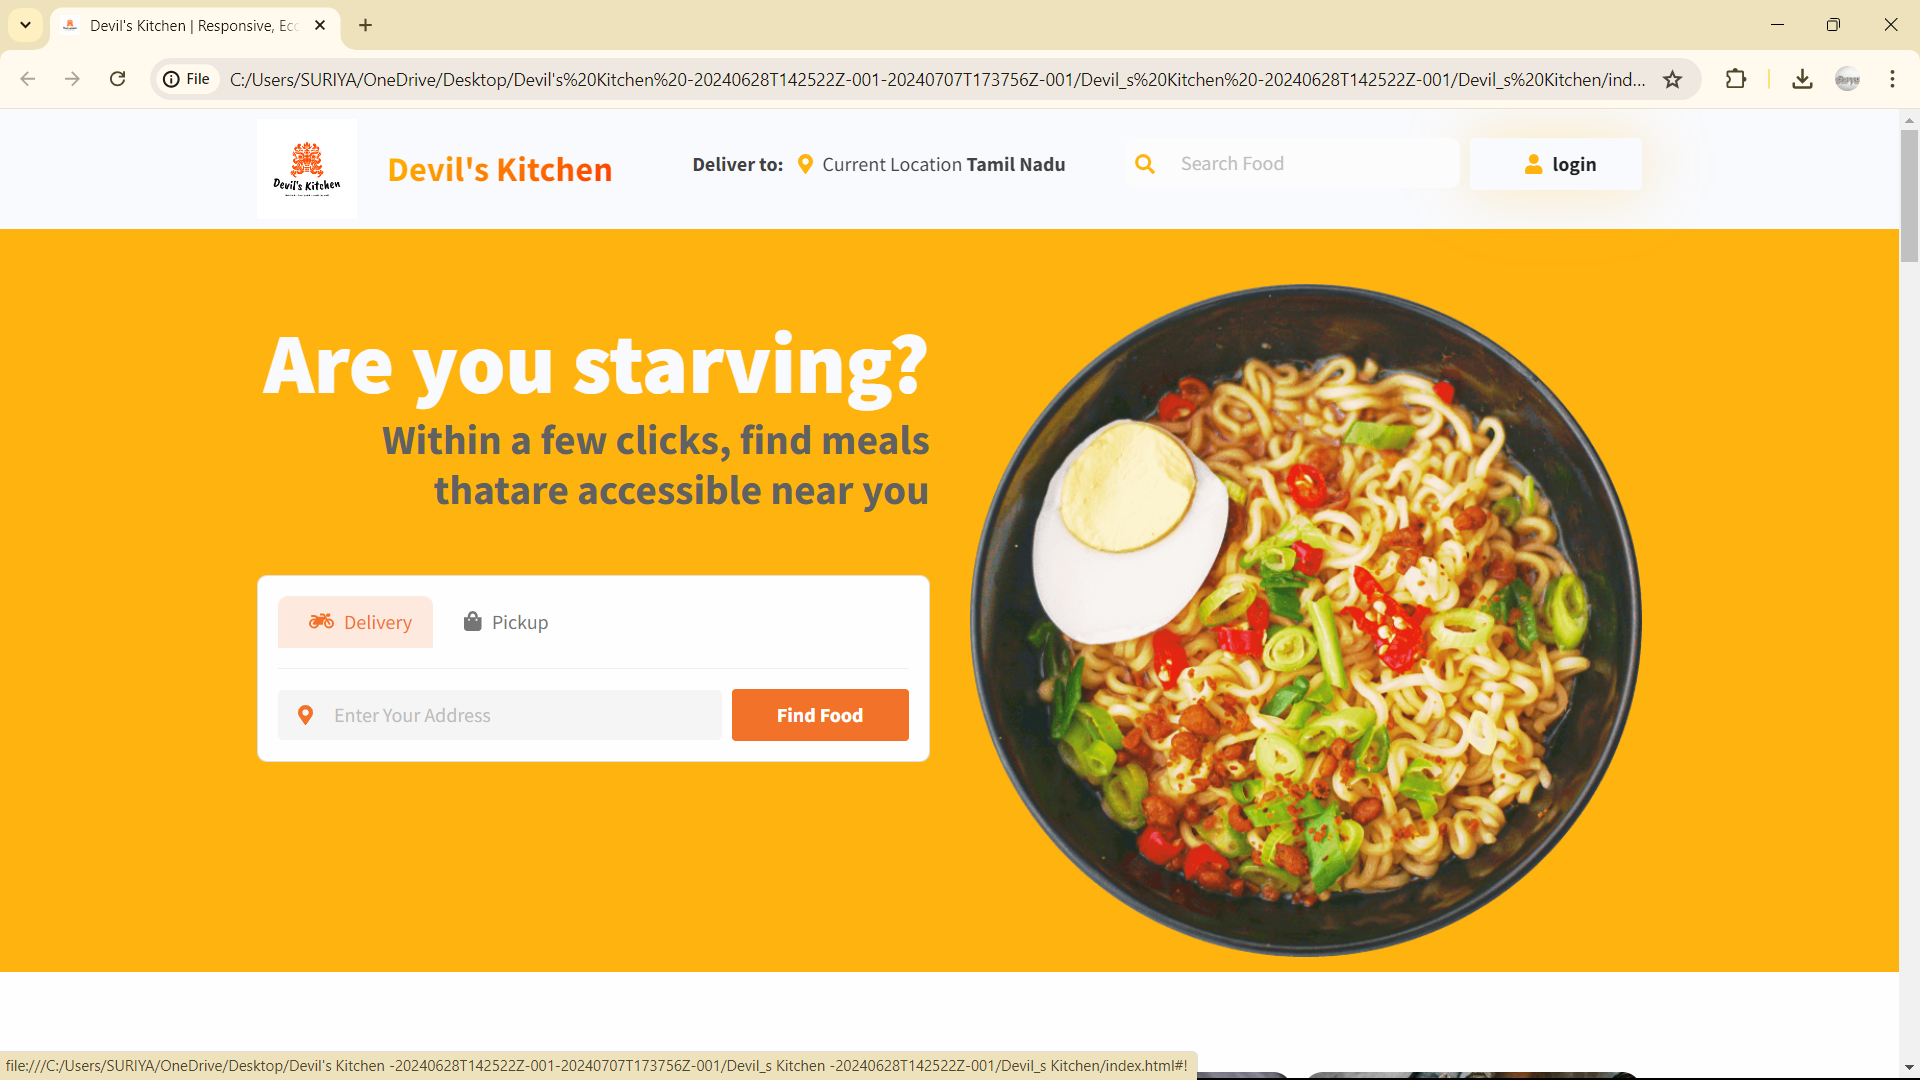 Devil's Kitchen | Responsive, Ecc
File
C:/Users/SURIYA/OneDrive/Desktop/Devil's%20Kitchen%20-20240628T142522Z-001-20240707T173756Z-001/Devil_s%20Kitchen%20-20240628T142522Z-001/Devil_s%20Kitchen/ind...
Devil's Kitchen
Devil's Kitchen
Deliver to: Current Location Tamil Nadu
Search Food
login
Are you starving?
Within a few clicks, find meals
thatare accessible near you
Delivery
Pickup
Enter Your Address
Find Food
file:///C:/Users/SURIYA/OneDrive/Desktop/Devil's Kitchen -20240628T142522Z-001-20240707T173756Z-001/Devil_s Kitchen -20240628T142522Z-001/Devil_s Kitchen/index.html#!